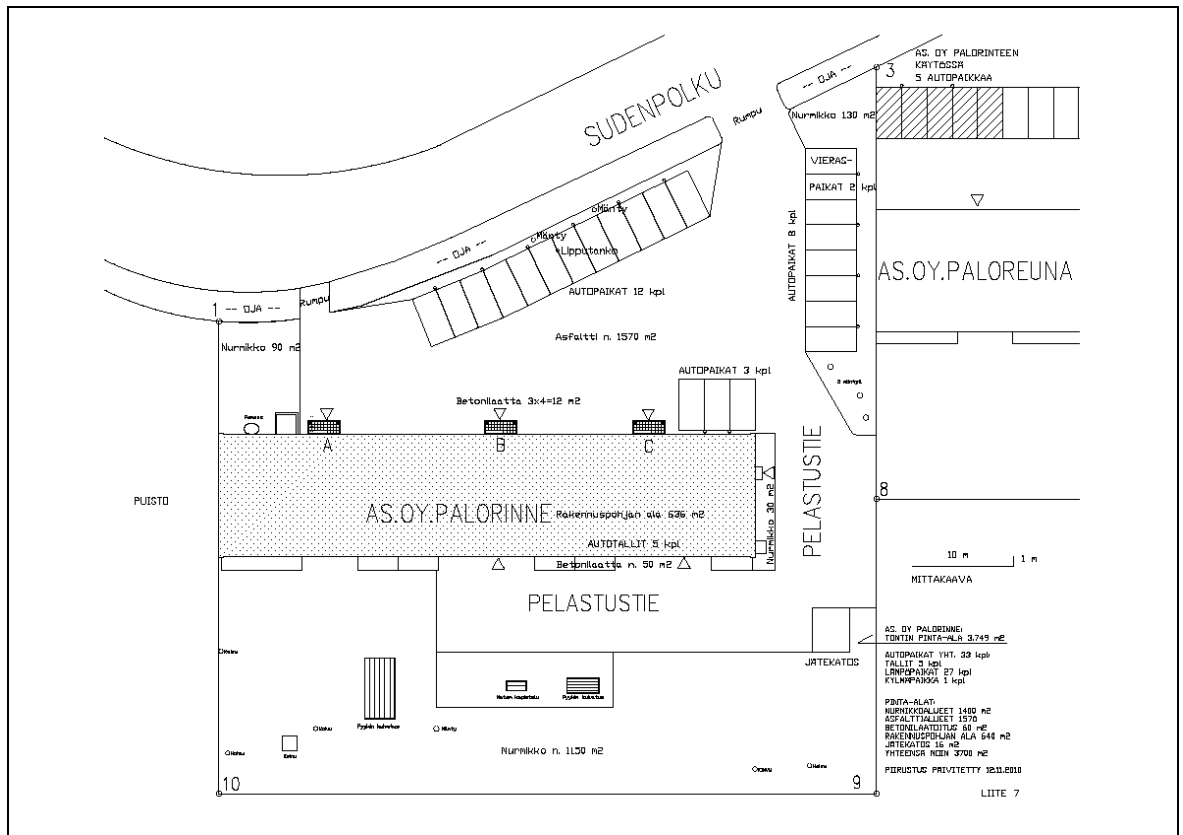 AS. OY PALORINTEEN
KÄYTÖSSÄ
5 AUTOPAIKKAA
3
-- OJA --
SUDENPOLKU
Rumpu
Nurmikko 130 m2
VIERAS-
PAIKAT 2 kpl
AUTOPAIKAT 8 kpl
Mänty
Mänty
Lipputanko
-- OJA --
AS.OY.PALOREUNA
AUTOPAIKAT 12 kpl
Rumpu
-- OJA --
1
Asfaltti n. 1570 m2
Nurmikko 90 m2
AUTOPAIKAT 3 kpl
Betonilaatta 3x4=12 m2
A
B
C
PELASTUSTIE
8
PUISTO
AS.OY.PALORINNE
Rakennuspohjan ala 636 m2
Nurmikko 30 m2
AUTOTALLIT 5 kpl
Betonilaatta n. 50 m2
10 m
1 m
MITTAKAAVA
PELASTUSTIE
JÄTEKATOS
AS. OY PALORINNE:
TONTIN PINTA-ALA 3.749 m2
AUTOPAIKAT YHT. 33 kpl
TALLIT 5 kpl
LÄMPÖPAIKAT 27 kpl
KYLMÄPAIKKA 1 kpl
PINTA-ALAT:
NURMIKKOALUEET 1400 m2
ASFALTTIALUEET 1570
BETONILAATOITUS 60 m2
RAKENNUSPOHJAN ALA 640 m2
JÄTEKATOS 16 m2
YHTEENSÄ NOIN 3700 m2
Koivu
Pyykin kuivatus
Mänty
Nurmikko n. 1150 m2
PIIRUSTUS PÄIVITETTY 12.11.2010
LIITE 7
10
9